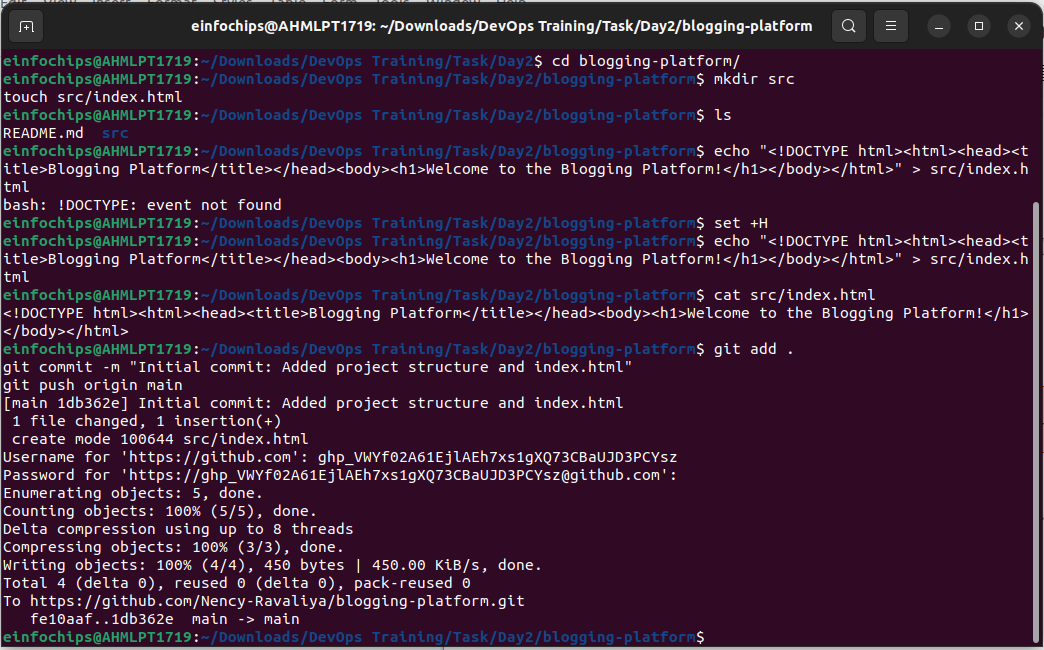 einfochips@AHMLPT1719: ~/Downloads/DevOps Training/Task/Day2/blogging-platform
einfochips@AHMLPT1719:~/Downloads/DevOps Training/Task/Day2$ cd blogging-platform/
einfochips@AHMLPT1719:~/Downloads/DevOps Training/Task/Day2/blogging-platform$ mkdir src
touch src/index.html
einfochips@AHMLPT1719:~/Downloads/DevOps Training/Task/Day2/blogging-platform$ ls
README.md  src
einfochips@AHMLPT1719:~/Downloads/DevOps Training/Task/Day2/blogging-platform$ echo "<!DOCTYPE html><html><head><t
itle>Blogging Platform</title></head><body><h1>Welcome to the Blogging Platform!</h1></body></html>" > src/index.h
tml
bash: !DOCTYPE: event not found
einfochips@AHMLPT1719:~/Downloads/DevOps Training/Task/Day2/blogging-platform$ set +H
einfochips@AHMLPT1719:~/Downloads/DevOps Training/Task/Day2/blogging-platform$ echo "<!DOCTYPE html><html><head><t
itle>Blogging Platform</title></head><body><h1>Welcome to the Blogging Platform!</h1></body></html>" > src/index.h
tml
einfochips@AHMLPT1719:~/Downloads/DevOps Training/Task/Day2/blogging-platform$ cat src/index.html
<!DOCTYPE html><html><head><title>Blogging Platform</title></head><body><h1>Welcome to the Blogging Platform!</h1>
</body></html>
einfochips@AHMLPT1719:~/Downloads/DevOps Training/Task/Day2/blogging-platform$ git add .
git commit -m "Initial commit: Added project structure and index.html"
git push origin main
[main 1db362e] Initial commit: Added project structure and index.html
 1 file changed, 1 insertion(+)
 create mode 100644 src/index.html
Username for 'https://github.com': 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
Password for 'https://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@github.com':
Enumerating objects: 5, done.
Counting objects: 100% (5/5), done.
Delta compression using up to 8 threads
Compressing objects: 100% (3/3), done.
Writing objects: 100% (4/4), 450 bytes | 450.00 KiB/s, done.
Total 4 (delta 0), reused 0 (delta 0), pack-reused 0
To https://github.com/Nency-Ravaliya/blogging-platform.git
   fe10aaf..1db362e  main -> main
einfochips@AHMLPT1719:~/Downloads/DevOps Training/Task/Day2/blogging-platform$